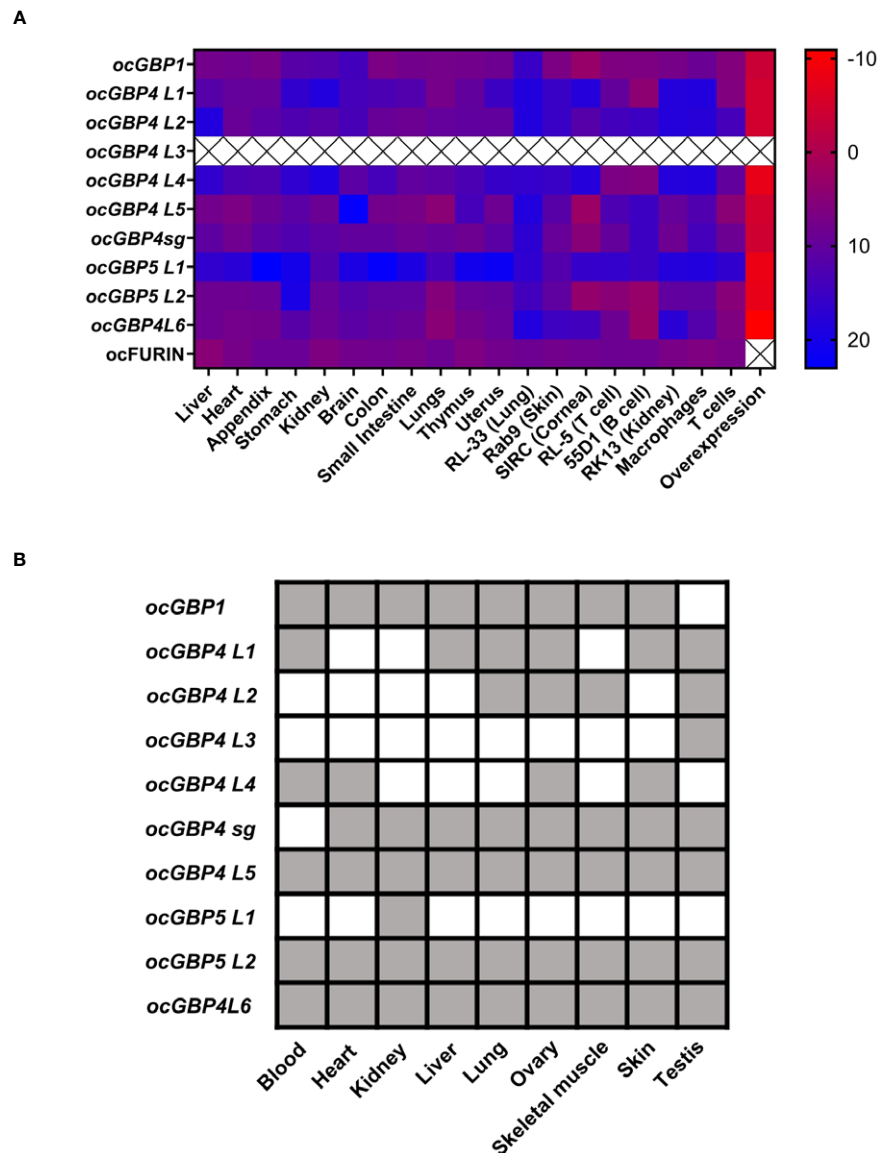 A
ocGBP1
ocGBP4 L1
ocGBP4 L2
ocGBP4 L3
ocGBP4 L4
ocGBP4 L5
ocGBP4sg
ocGBP5 L1
ocGBP5 L2
ocGBP4L6
ocFURIN
-10
0
10
20
Liver
Heart
Appendix
Stomach
Kidney
Brain
Colon
Small Intestine
Lungs
Thymus
Uterus
RL-33 (Lung)
Rab9 (Skin)
SIRC (Cornea)
RL-5 (T cell)
55D1 (B cell)
RK13 (Kidney)
Macrophages
T cells
Overexpression
B
ocGBP1
ocGBP4 L1
ocGBP4 L2
ocGBP4 L3
ocGBP4 L4
ocGBP4 sg
ocGBP4 L5
ocGBP5 L1
ocGBP5 L2
ocGBP4L6
Blood
Heart
Kidney
Liver
Lung
Ovary
Skeletal muscle
Skin
Testis